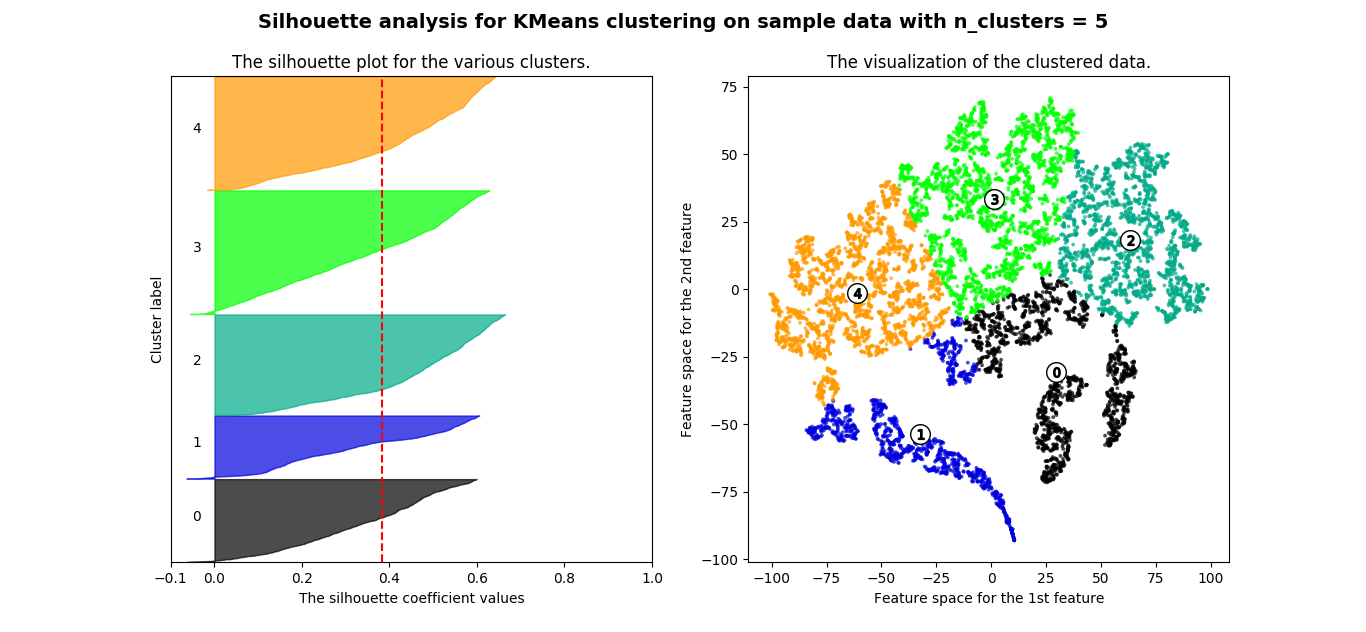 Silhouette analysis for KMeans clustering on sample data with n_clusters = 5
The silhouette plot for the various clusters.
Cluster label
4
3
2
1
0
−0.1 0.0 0.2 0.4 0.6 0.8 1.0
The silhouette coefficient values
The visualization of the clustered data.
Feature space for the 2nd feature
75
50
25
0
−25
−50
−75
−100
3
2
4
0
1
−100 −75 −50 −25 0 25 50 75 100
Feature space for the 1st feature